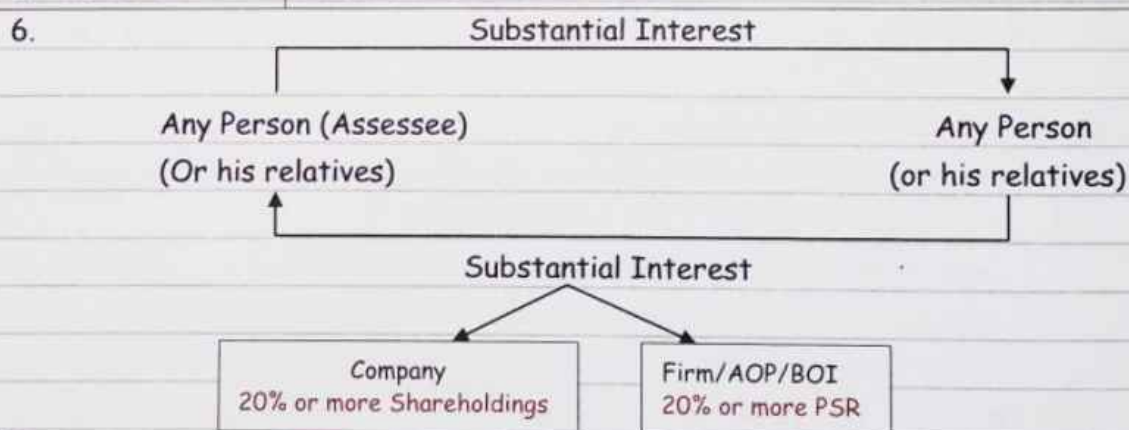 6.
Substantial Interest
Any Person (Assessee)
(Or his relatives)
Any Person
(or his relatives)
Substantial Interest
Company
20% or more Shareholdings
Firm/AOP/BOI
20% or more PSR